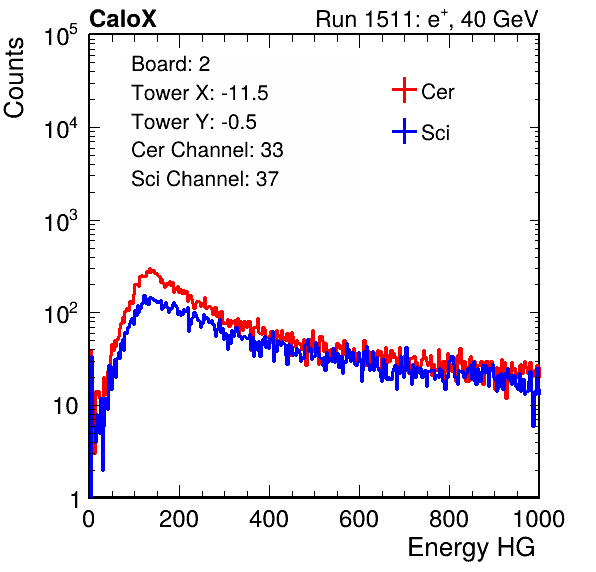 CaloX Run 1511: e⁺, 40 GeV
Counts
Board: 2
Tower X: -11.5
Tower Y: -0.5
Cer Channel: 33
Sci Channel: 37
Cer
Sci
10⁵
10⁴
10³
10²
10
1
0 200 400 600 800 1000
Energy HG